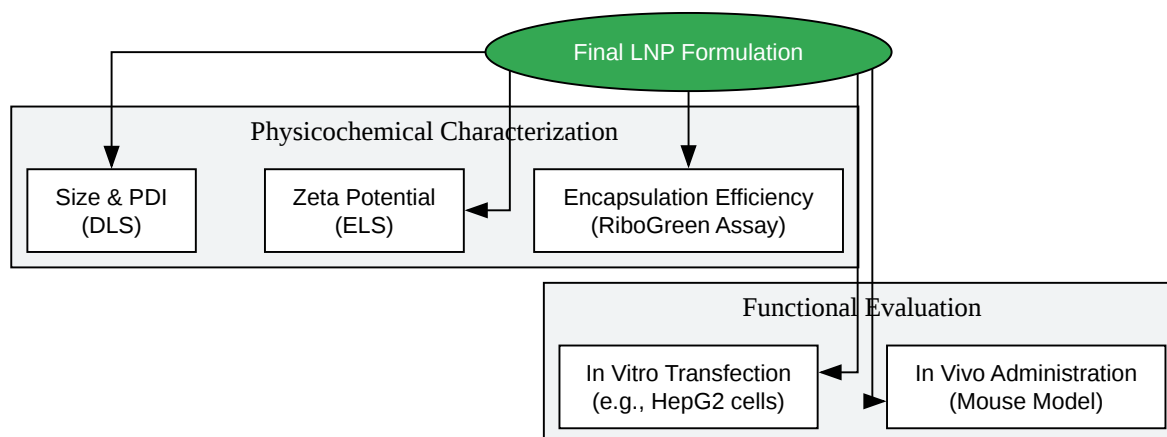 Final LNP Formulation
Physicochemical Characterization
Size & PDI
(DLS)
Zeta Potential
(ELS)
Encapsulation Efficiency
(RiboGreen Assay)
Functional Evaluation
In Vitro Transfection
(e.g., HepG2 cells)
In Vivo Administration
(Mouse Model)